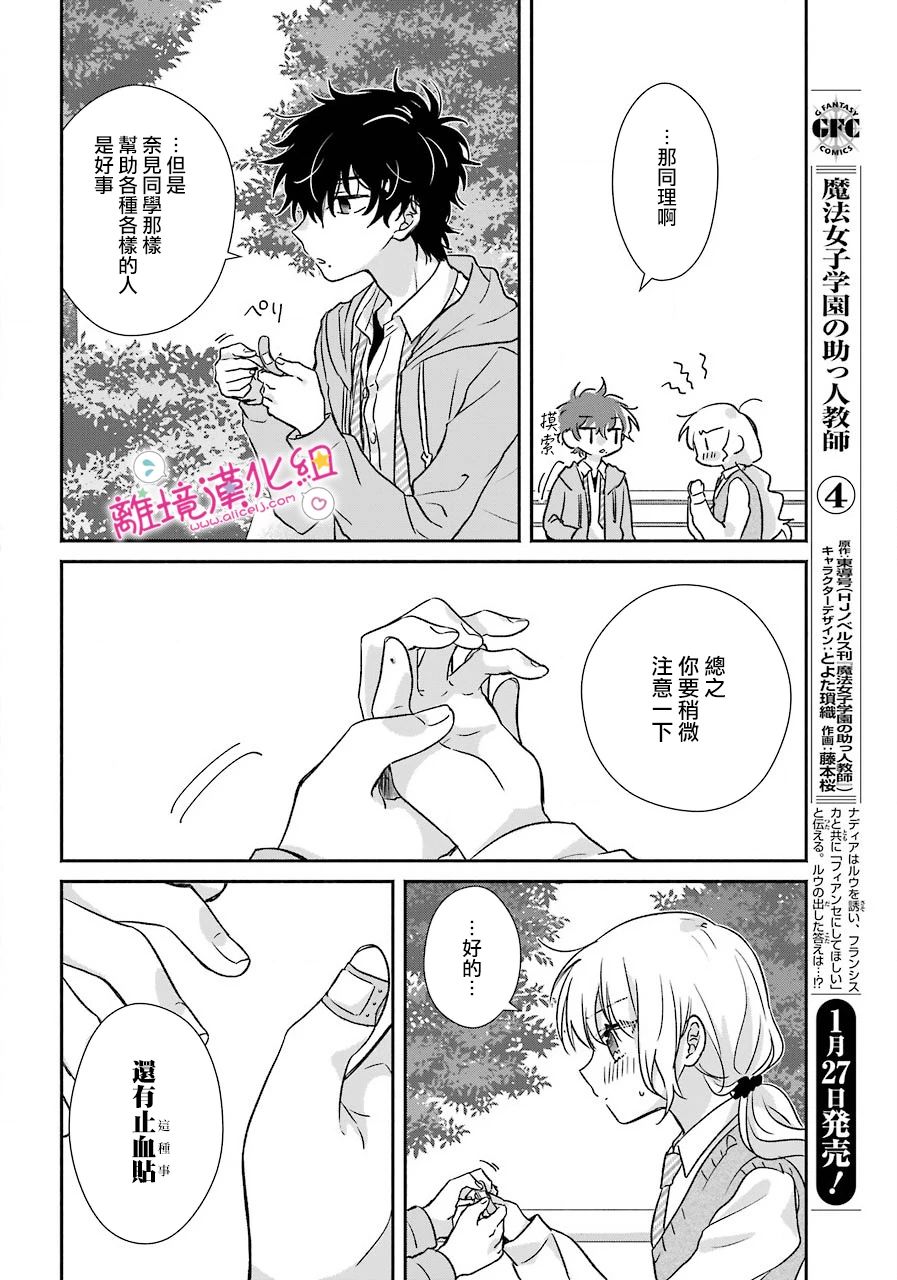 …那同理啊
摸索
…但是
奈見同學那樣
幫助各種各樣的人
是好事
ペリ
離境漢化組
www.aliceij.com
總之
你要稍微
注意一下
…好的…
還有止血貼
這種事
G FANTASY
GFC
COMICS
魔法女子学園の助っ人教師
④
原作:東導号(HJノベルス刊「魔法女子学園の助っ人教師」)
キャラクターデザイン:とよた瑣織 作画:藤本桜
ナディアはルウを誘い、フランシス
カと共に「フィアンセにしてほしい」
と伝える。ルウの出した答えは…!?
1月27日発売!